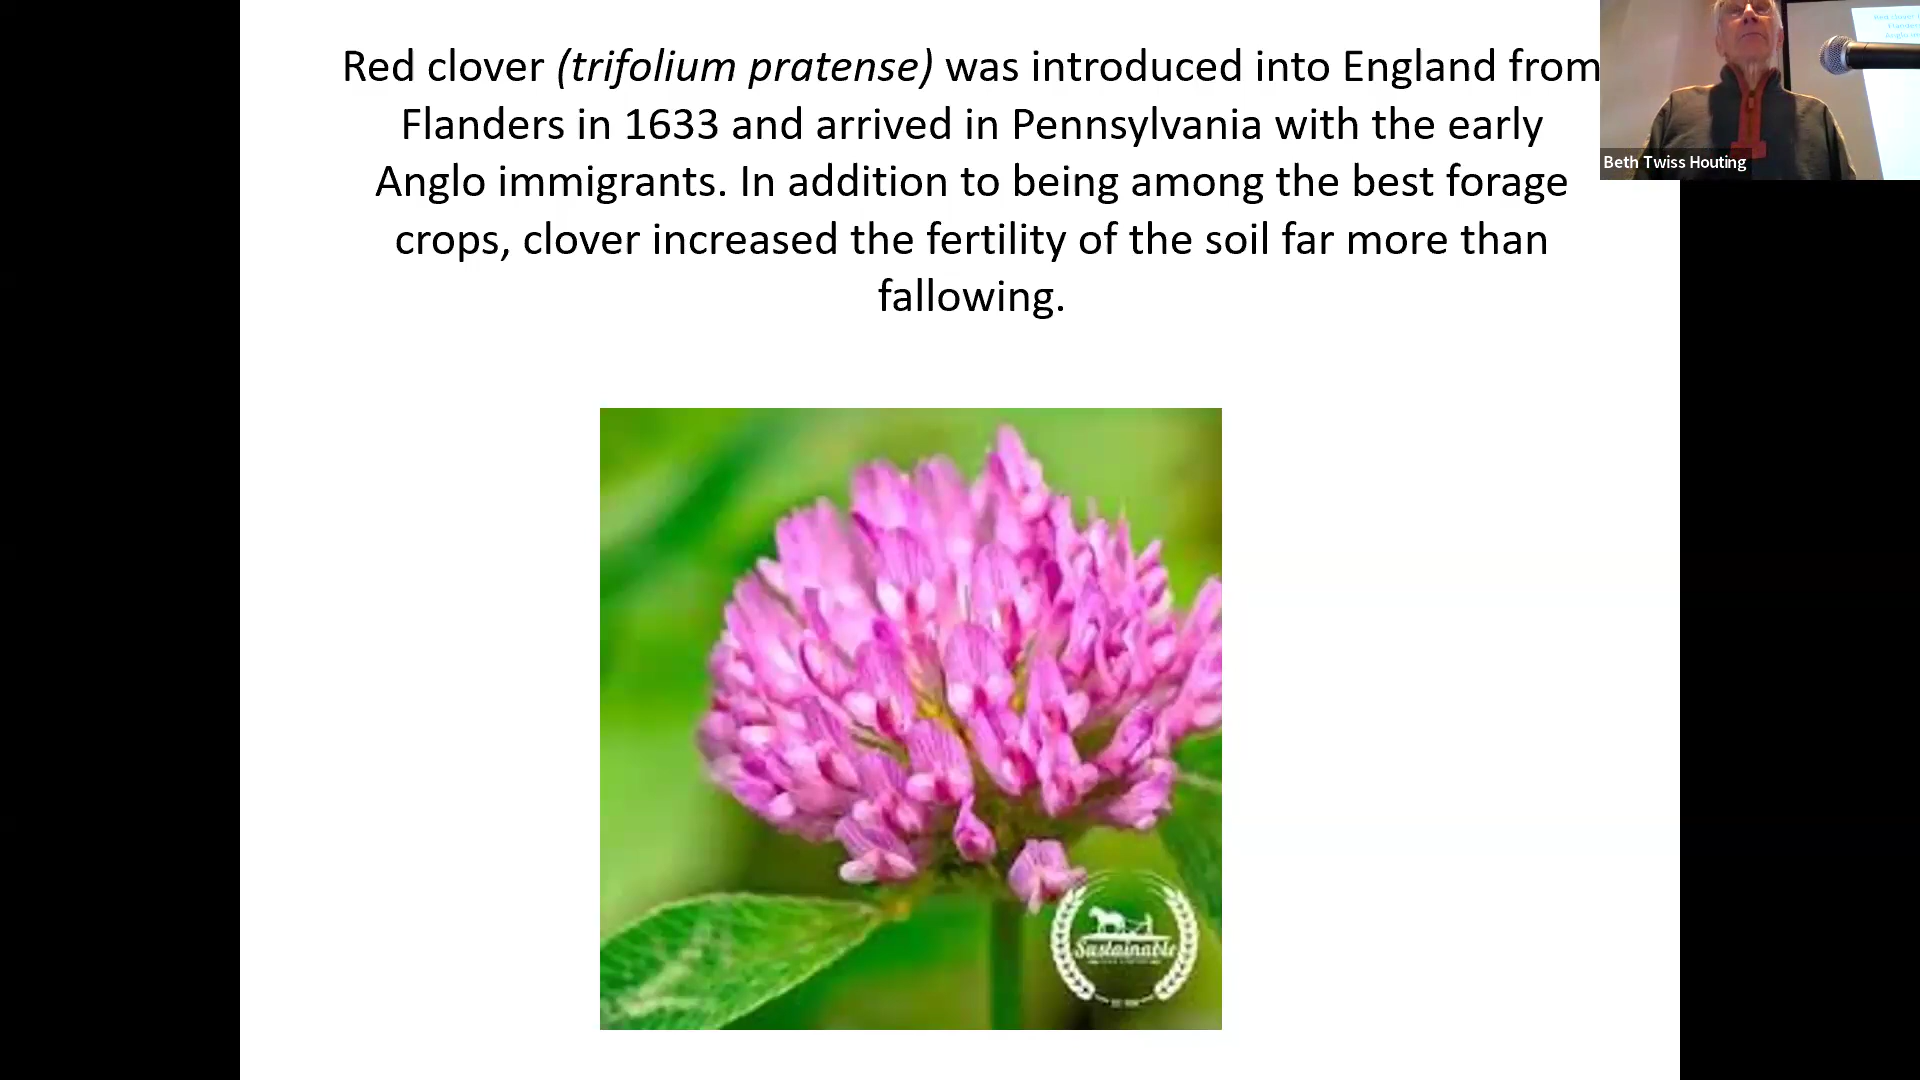 Red clover (trifolium pratense) was introduced into England from
Flanders in 1633 and arrived in Pennsylvania with the early
Anglo immigrants. In addition to being among the best forage
crops, clover increased the fertility of the soil far more than
fallowing.
Beth Twiss Houting
Sustainable